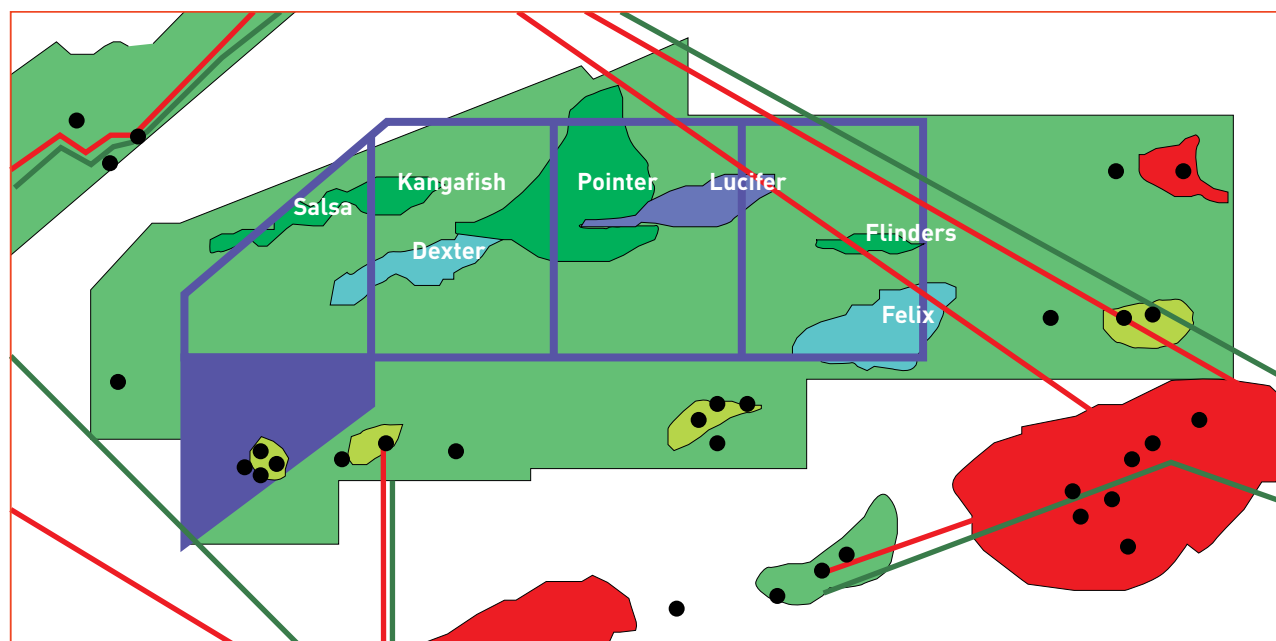 Kangafish
Pointer
Lucifer
Salsa
Flinders
Dexter
Felix